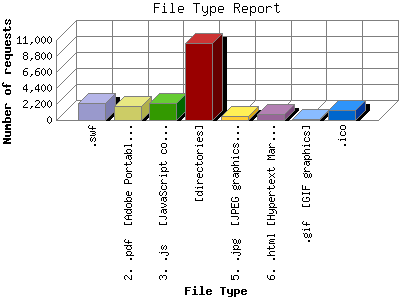 File Type Report
Number of requests
11,000
8,800
6,600
4,400
2,200
0
.swf
2. .pdf [Adobe Portabl...
3. .js [JavaScript co...
[directories]
5. .jpg [JPEG graphics...
6. .html [Hypertext Mar...
.gif [GIF graphics]
.ico
File Type